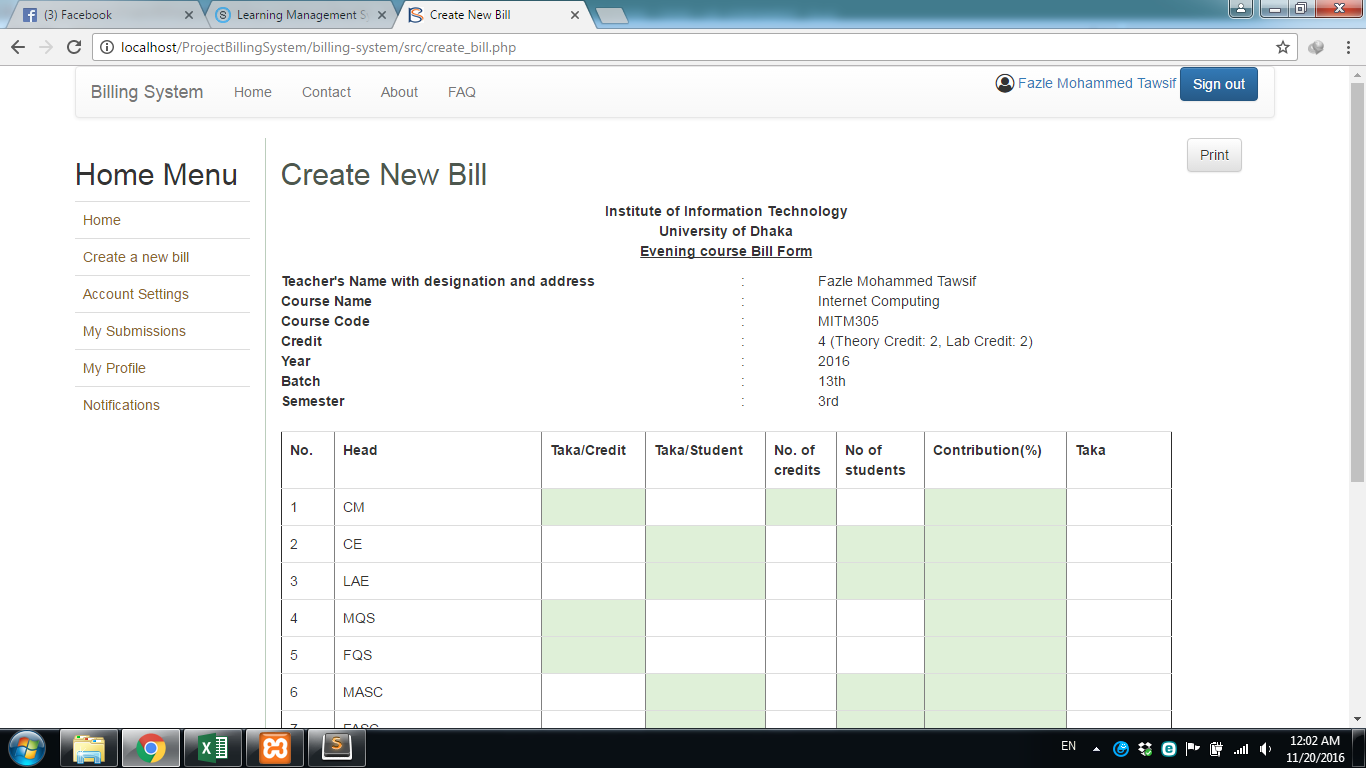 (3) Facebook
Learning Management S
Create New Bill
localhost/ProjectBillingSystem/billing-system/src/create_bill.php
Billing System Home Contact About FAQ
Fazle Mohammed Tawsif Sign out
Print
Home Menu
Home
Create a new bill
Account Settings
My Submissions
My Profile
Notifications
Create New Bill
Institute of Information Technology
University of Dhaka
Evening course Bill Form
Teacher's Name with designation and address : Fazle Mohammed Tawsif
Course Name : Internet Computing
Course Code : MITM305
Credit : 4 (Theory Credit: 2, Lab Credit: 2)
Year : 2016
Batch : 13th
Semester : 3rd
No. Head Taka/Credit Taka/Student No. of credits No of students Contribution(%) Taka
1 CM
2 CE
3 LAE
4 MQS
5 FQS
6 MASC
EN
12:02 AM
11/20/2016